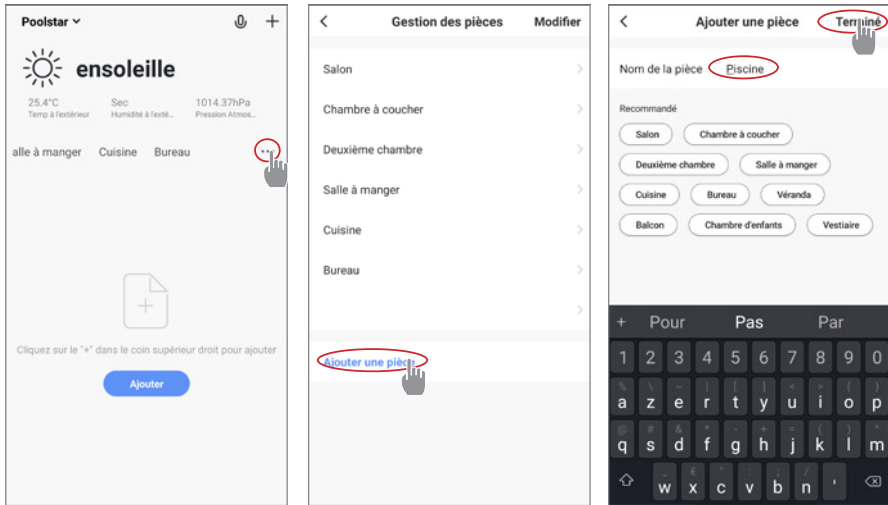 Poolstar
ensoleille
25.4°C Sec 1014.37hPa
Temp à l'extérieur Humidité à l'exté... Pression Atmos...
alle à manger Cuisine Bureau ...
Cliquez sur le "+" dans le coin supérieur droit pour ajouter
Ajouter
Gestion des pièces Modifier
Salon
Chambre à coucher
Deuxième chambre
Salle à manger
Cuisine
Bureau
Ajouter une pièce
Ajouter une pièce Terminé
Nom de la pièce Piscine
Recommandé
Salon Chambre à coucher
Deuxième chambre Salle à manger
Cuisine Bureau Véranda
Balcon Chambre d'enfants Vestiaire
+ Pour Pas Par
1 2 3 4 5 6 7 8 9 0
a z e r t y u i o p
q s d f g h j k l m
w x c v b n '